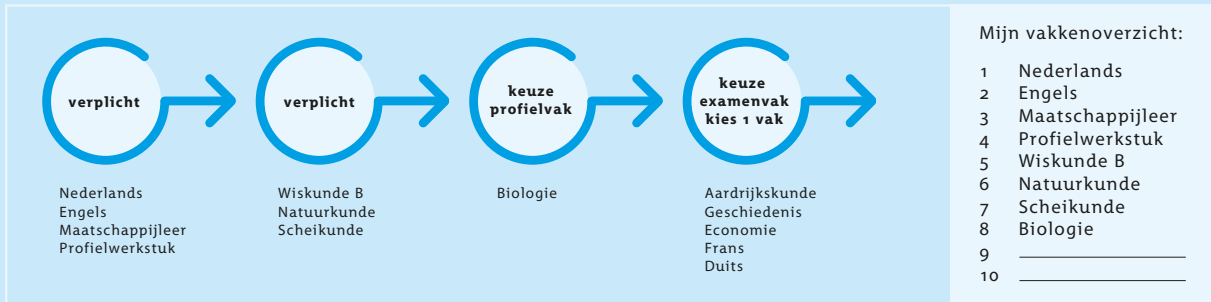 verplicht
Nederlands
Engels
Maatschappijleer
Profielwerkstuk
verplicht
Wiskunde B
Natuurkunde
Scheikunde
keuze
profielvak
Biologie
keuze
examenvak
kies 1 vak
Aardrijkskunde
Geschiedenis
Economie
Frans
Duits
Mijn vakkenoverzicht:
1 Nederlands
2 Engels
3 Maatschappijleer
4 Profielwerkstuk
5 Wiskunde B
6 Natuurkunde
7 Scheikunde
8 Biologie
9
10